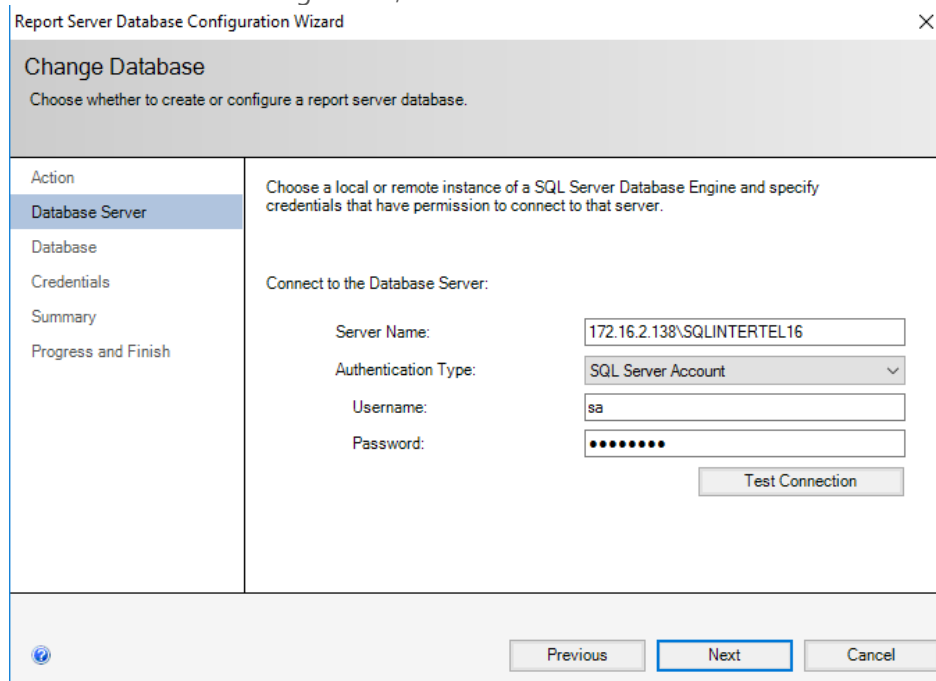 Report Server Database Configuration Wizard
Change Database
Choose whether to create or configure a report server database.
Action
Database Server
Database
Credentials
Summary
Progress and Finish
Choose a local or remote instance of a SQL Server Database Engine and specify
credentials that have permission to connect to that server.
Connect to the Database Server:
Server Name: 172.16.2.138\SQLINTERTEL16
Authentication Type: SQL Server Account
Username: sa
Password: ●●●●●●●●
Test Connection
Previous Next Cancel